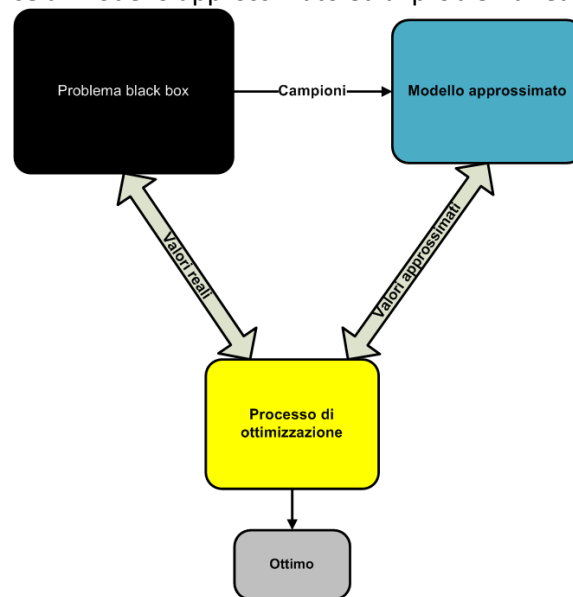 Problema black box
Campioni
Modello approssimato
Valori reali
Valori approssimati
Processo di
ottimizzazione
Ottimo